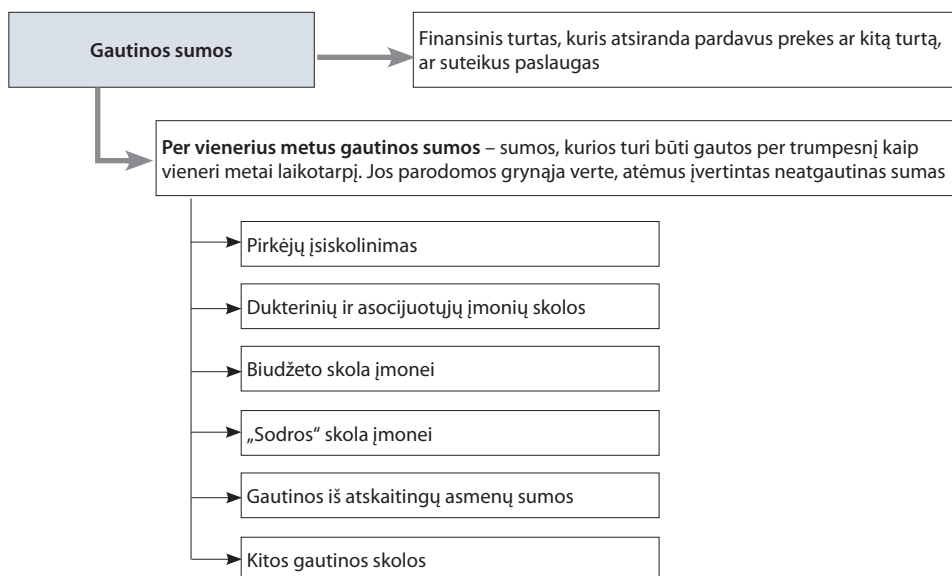 Gautinos sumos
Finansinis turtas, kuris atsiranda pardavus prekes ar kitą turtą,
ar suteikus paslaugas
Per vienerius metus gautinos sumos – sumos, kurios turi būti gautos per trumpesnį kaip
vieneri metai laikotarpį. Jos parodomos grynąja verte, atėmus įvertintas neatgautinas sumas
Pirkėjų įsiskolinimas
Dukterinių ir asocijuotųjų įmonių skolos
Biudžeto skola įmonei
„Sodros“ skola įmonei
Gautinos iš atskaitingų asmenų sumos
Kitos gautinos skolos